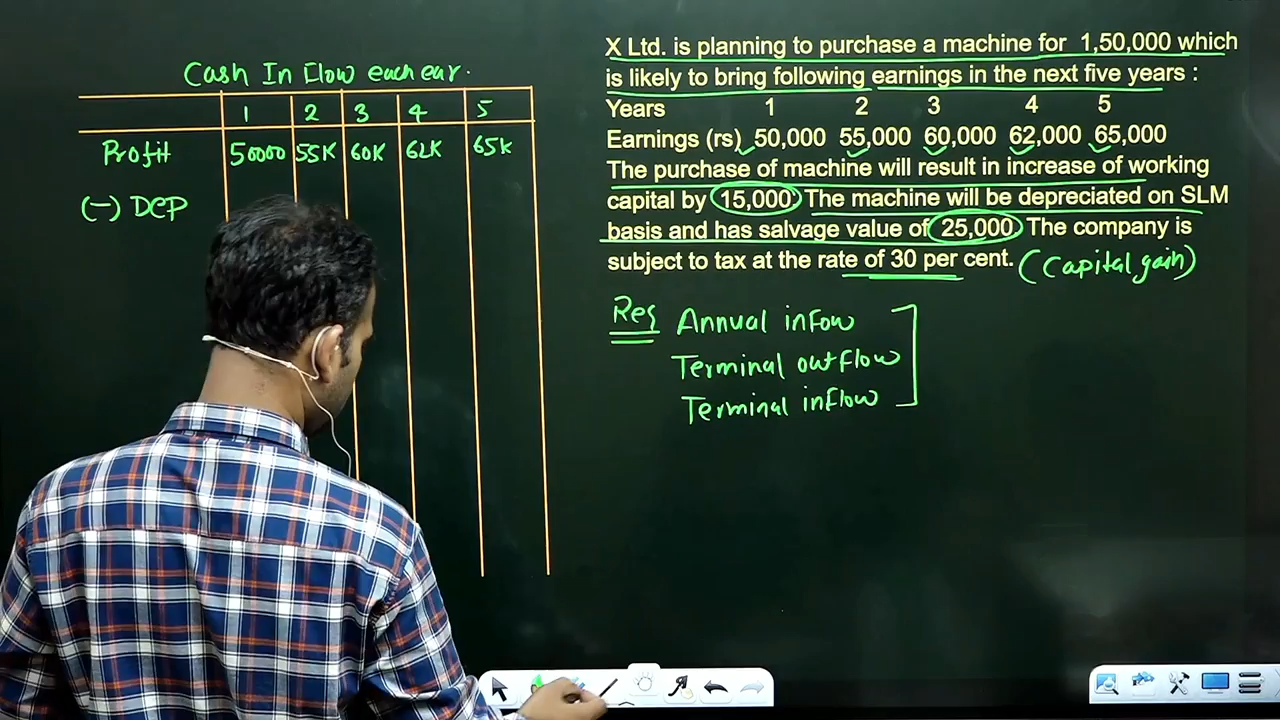 Cash In Flow each ear.
1 2 3 4 5
Profit 50000 55K 60K 62K 65K
(-) DEP
X Ltd. is planning to purchase a machine for 1,50,000 which
is likely to bring following earnings in the next five years :
Years 1 2 3 4 5
Earnings (rs) 50,000 55,000 60,000 62,000 65,000
The purchase of machine will result in increase of working
capital by 15,000. The machine will be depreciated on SLM
basis and has salvage value of 25,000 The company is
subject to tax at the rate of 30 per cent. (Capital gain)
Req Annual infow
Terminal outflow
Terminal inflow